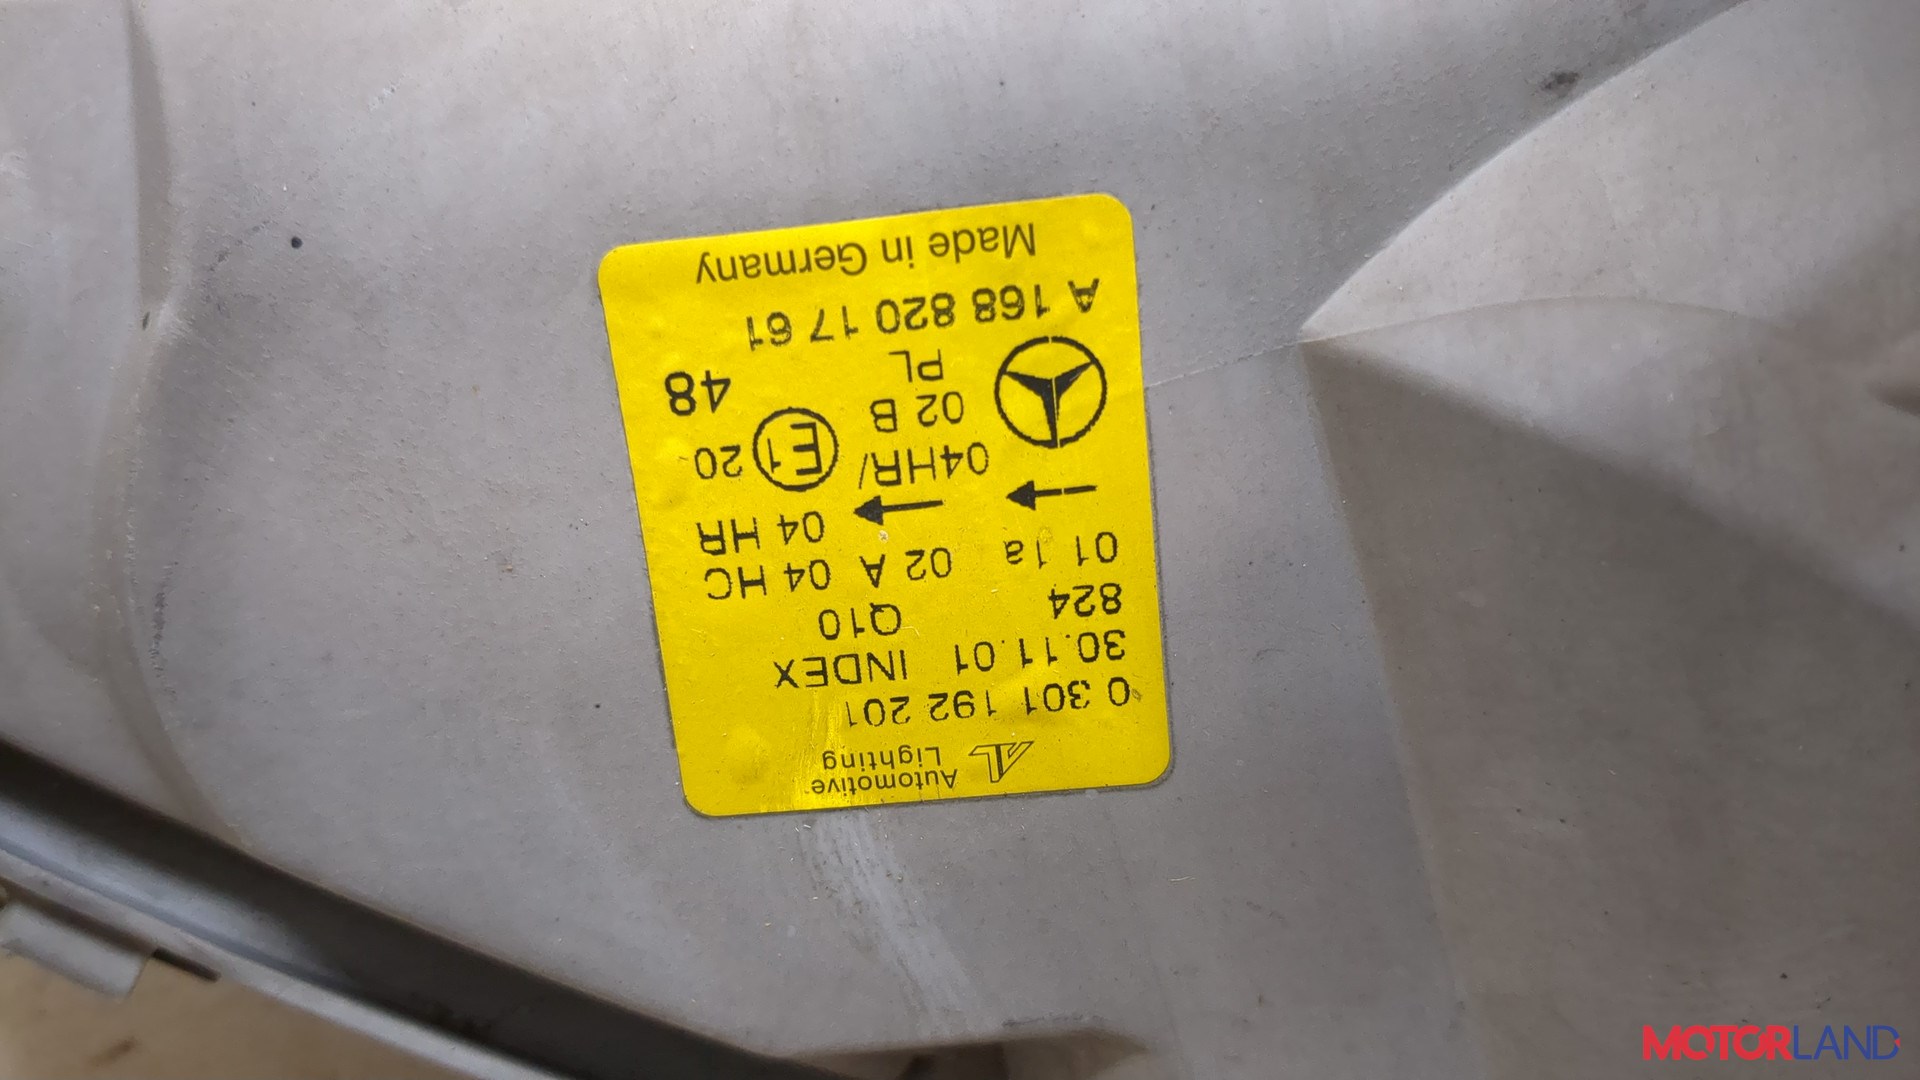 Automotive
Lighting
0 301 192 201
30.11.01 INDEX
824 Q10
01 1a 02 A 04 HC
04 HR
04HR/
E1 20
02 B
48
PL
A 168 820 17 61
Made in Germany
MOTORLAND